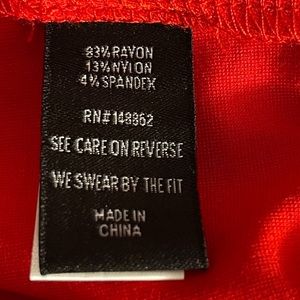 83% RAYON
13% NYLON
4% SPANDEX
RN# 148862
SEE CARE ON REVERSE
WE SWEAR BY THE FIT
MADE IN
CHINA